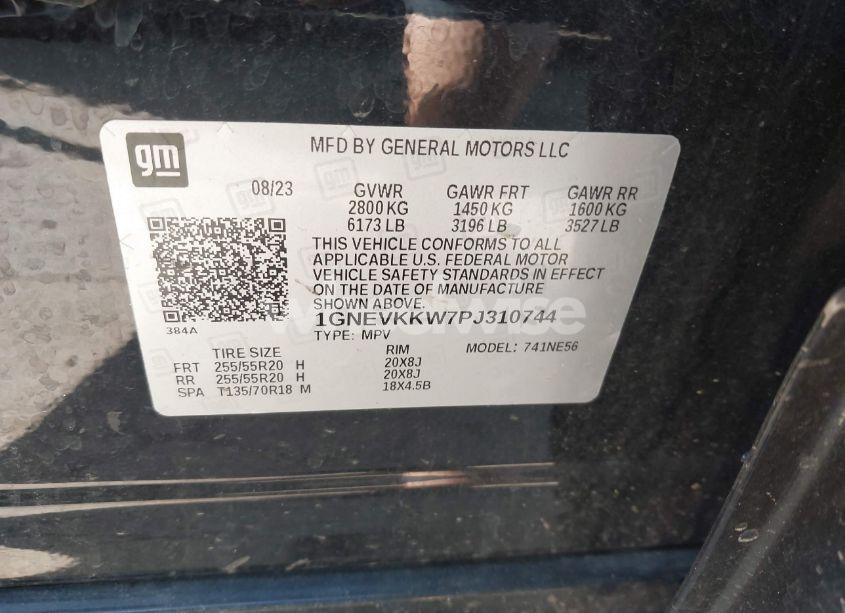 gm
MFD BY GENERAL MOTORS LLC
08/23 GVWR GAWR FRT GAWR RR
2800 KG 1450 KG 1600 KG
6173 LB 3196 LB 3527 LB
THIS VEHICLE CONFORMS TO ALL
APPLICABLE U.S. FEDERAL MOTOR
VEHICLE SAFETY STANDARDS IN EFFECT
ON THE DATE OF MANUFACTURE
SHOWN ABOVE.
384A
1GNEVKKW7PJ310744
TYPE: MPV MODEL: 741NE56
TIRE SIZE RIM
FRT 255/55R20 H 20X8J
RR 255/55R20 H 20X8J
SPA T135/70R18 M 18X4.5B